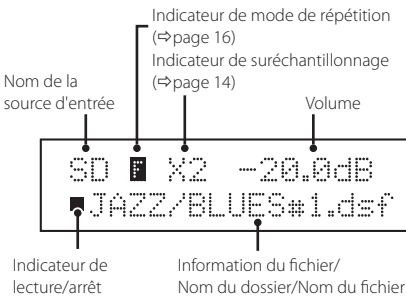 Indicateur de mode de répétition
(⇨page 16)
Indicateur de suréchantillonnage
(⇨page 14)
Nom de la
source d'entrée
Volume
SD F X2 -20.0dB
■JAZZ/BLUES#1.dsf
Indicateur de
lecture/arrêt
Information du fichier/
Nom du dossier/Nom du fichier